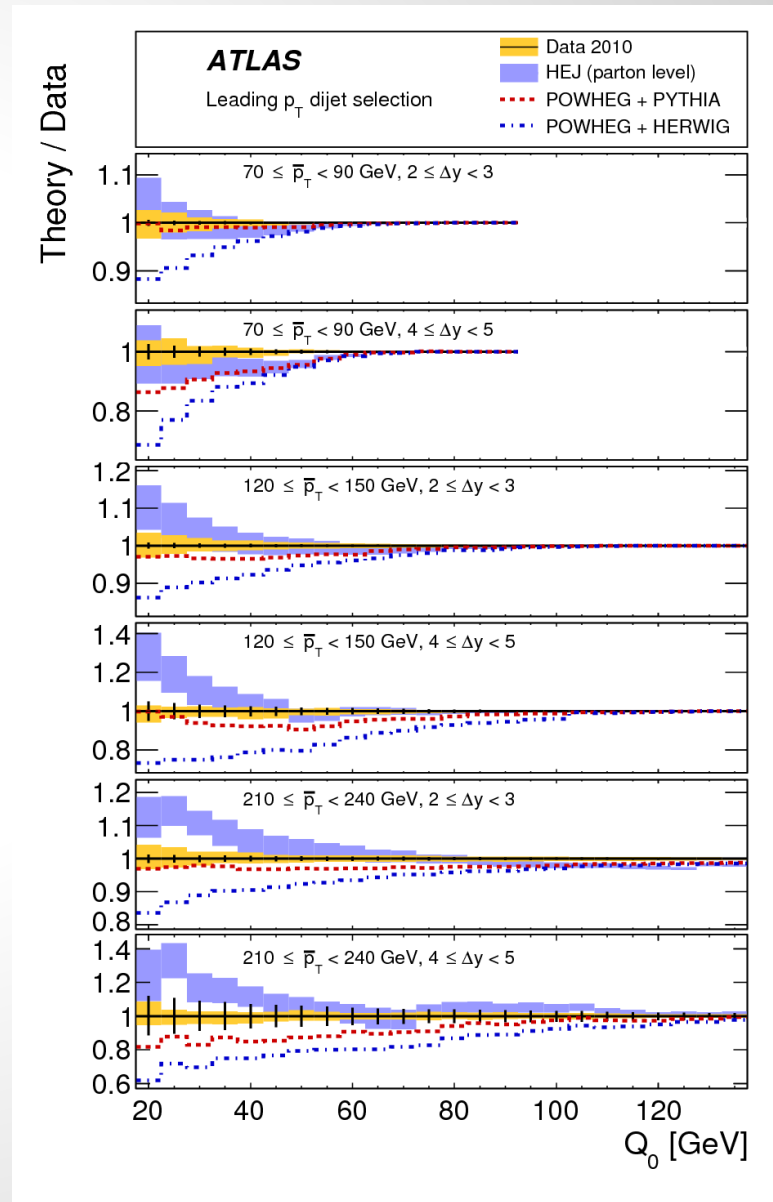 ATLAS
Leading p_T dijet selection
Data 2010
HEJ (parton level)
POWHEG + PYTHIA
POWHEG + HERWIG
Theory / Data
70 ≤ p̅_T < 90 GeV, 2 ≤ Δy < 3
1.1
1
0.9
70 ≤ p̅_T < 90 GeV, 4 ≤ Δy < 5
1
0.8
120 ≤ p̅_T < 150 GeV, 2 ≤ Δy < 3
1.2
1.1
1
0.9
120 ≤ p̅_T < 150 GeV, 4 ≤ Δy < 5
1.4
1.2
1
0.8
210 ≤ p̅_T < 240 GeV, 2 ≤ Δy < 3
1.2
1.1
1
0.9
0.8
210 ≤ p̅_T < 240 GeV, 4 ≤ Δy < 5
1.4
1.2
1
0.8
0.6
20 40 60 80 100 120
Q_0 [GeV]